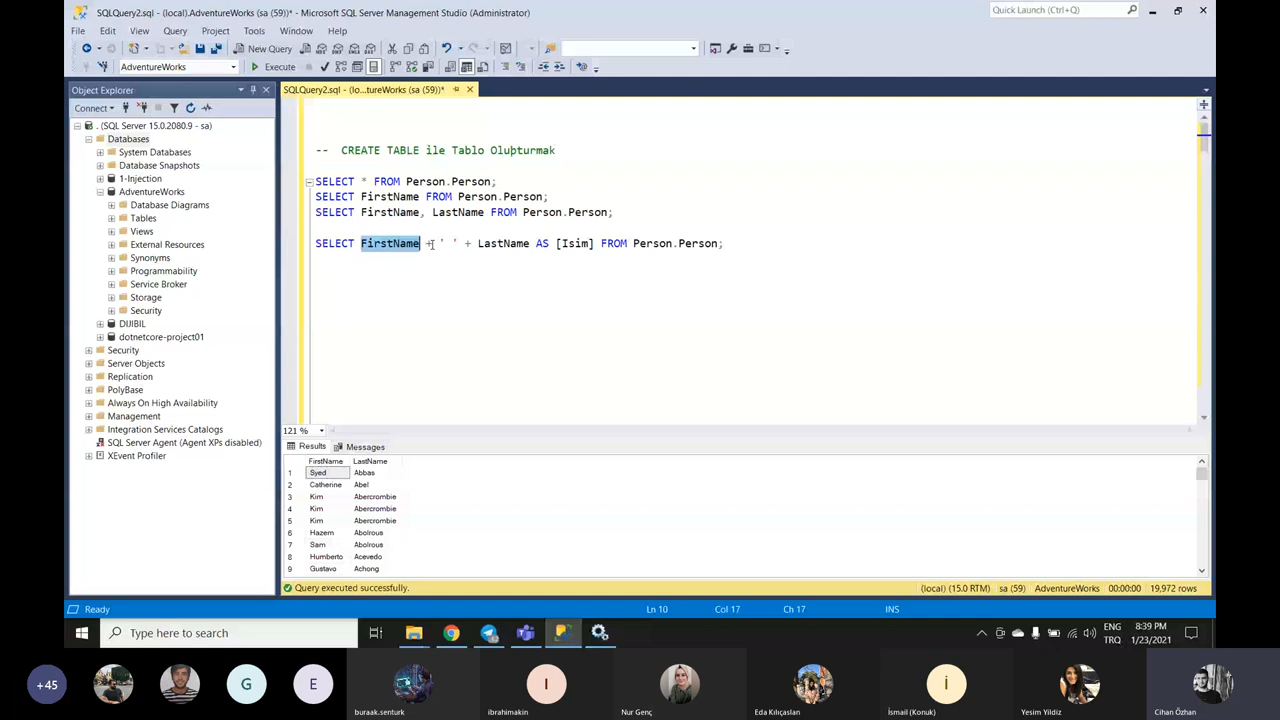 SQLQuery2.sql - (local).AdventureWorks (sa (59))* - Microsoft SQL Server Management Studio (Administrator)
Quick Launch (Ctrl+Q)
File Edit View Query Project Tools Window Help
New Query
AdventureWorks
Execute
Object Explorer
SQLQuery2.sql - (lo...tureWorks (sa (59))*
Connect
. (SQL Server 15.0.2080.9 - sa)
Databases
System Databases
Database Snapshots
1-Injection
AdventureWorks
Database Diagrams
Tables
Views
External Resources
Synonyms
Programmability
Service Broker
Storage
Security
DIJIBIL
dotnetcore-project01
Security
Server Objects
Replication
PolyBase
Always On High Availability
Management
Integration Services Catalogs
SQL Server Agent (Agent XPs disabled)
XEvent Profiler
-- CREATE TABLE ile Tablo Oluþturmak
SELECT * FROM Person.Person;
SELECT FirstName FROM Person.Person;
SELECT FirstName, LastName FROM Person.Person;
SELECT FirstName + ' ' + LastName AS [Isim] FROM Person.Person;
121 %
Results Messages
FirstName LastName
1 Syed Abbas
2 Catherine Abel
3 Kim Abercrombie
4 Kim Abercrombie
5 Kim Abercrombie
6 Hazem Abolrous
7 Sam Abolrous
8 Humberto Acevedo
9 Gustavo Achong
Query executed successfully.
(local) (15.0 RTM) sa (59) AdventureWorks 00:00:00 19,972 rows
Ready
Ln 10 Col 17 Ch 17 INS
Type here to search
ENG
TRQ
8:39 PM
1/23/2021
+45
G
E
I
İ
buraak.senturk
ibrahimakin
Nur Genç
Eda Kılıçaslan
İsmail (Konuk)
Yesim Yildiz
Cihan Özhan